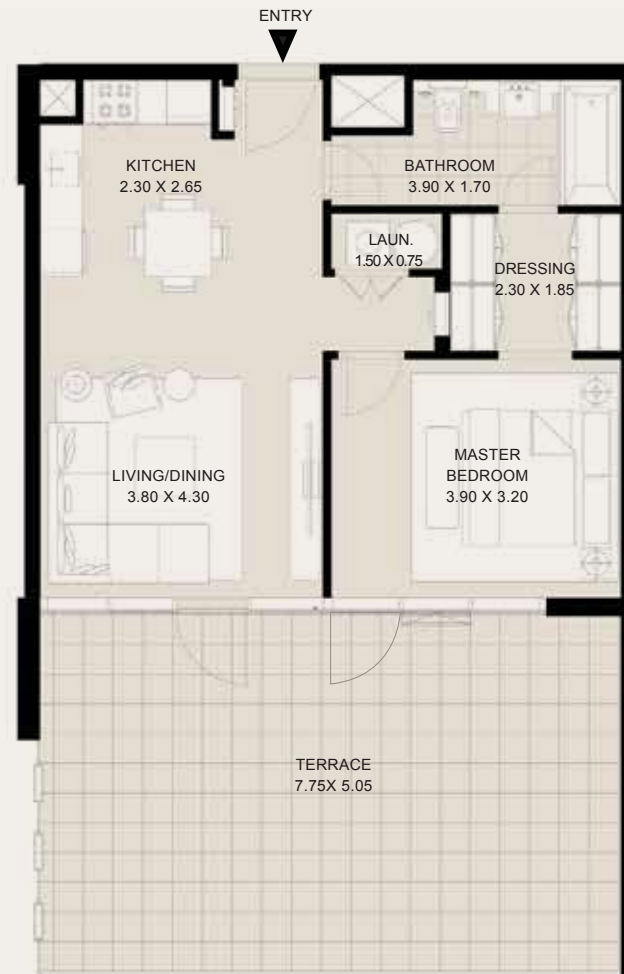 ENTRY
KITCHEN
2.30 X 2.65
BATHROOM
3.90 X 1.70
LAUN.
1.50 X 0.75
DRESSING
2.30 X 1.85
LIVING/DINING
3.80 X 4.30
MASTER
BEDROOM
3.90 X 3.20
TERRACE
7.75X 5.05